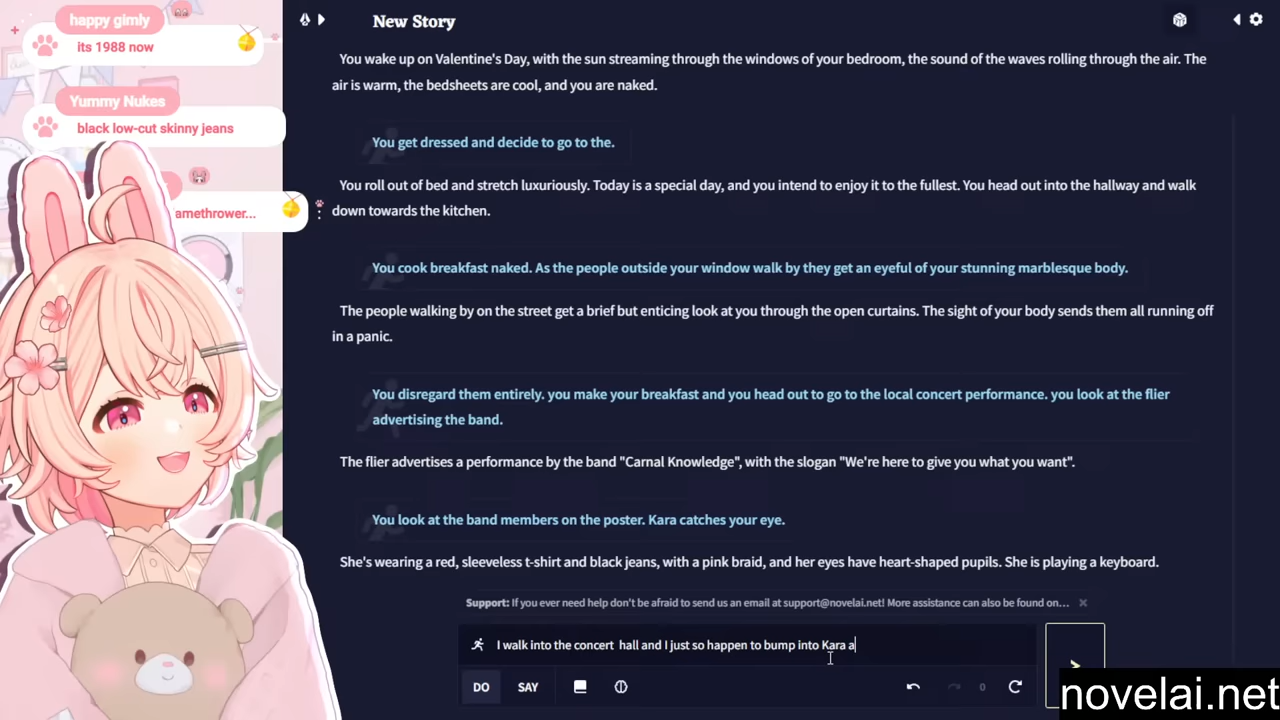 happy gimly
its 1988 now
Yummy Nukes
black low-cut skinny jeans
amethrower...
New Story
You wake up on Valentine's Day, with the sun streaming through the windows of your bedroom, the sound of the waves rolling through the air. The
air is warm, the bedsheets are cool, and you are naked.
You get dressed and decide to go to the.
You roll out of bed and stretch luxuriously. Today is a special day, and you intend to enjoy it to the fullest. You head out into the hallway and walk
down towards the kitchen.
You cook breakfast naked. As the people outside your window walk by they get an eyeful of your stunning marblesque body.
The people walking by on the street get a brief but enticing look at you through the open curtains. The sight of your body sends them all running off
in a panic.
You disregard them entirely. you make your breakfast and you head out to go to the local concert performance. you look at the flier
advertising the band.
The flier advertises a performance by the band "Carnal Knowledge", with the slogan "We're here to give you what you want".
You look at the band members on the poster. Kara catches your eye.
She's wearing a red, sleeveless t-shirt and black jeans, with a pink braid, and her eyes have heart-shaped pupils. She is playing a keyboard.
Support: If you ever need help don't be afraid to send us an email at support@novelai.net! More assistance can also be found on...
I walk into the concert  hall and I just so happen to bump into Kara a
DO SAY 0
novelai.net